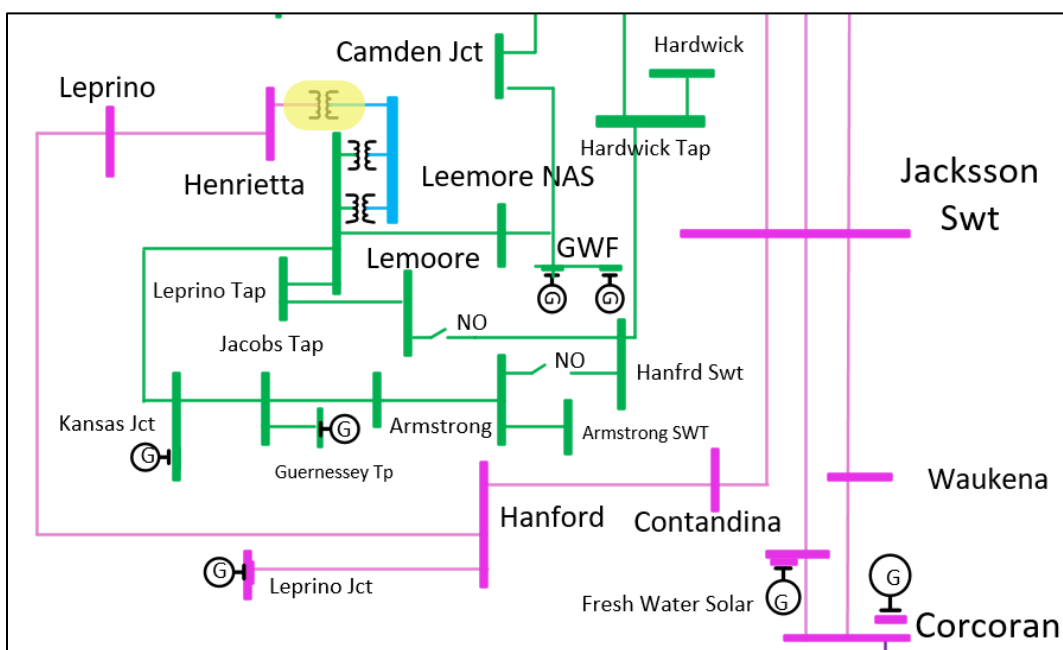 Camden Jct
Hardwick
Leprino
Hardwick Tap
Henrietta
Leemore NAS
Jacksson
Swt
GWF
Lemoore
Leprino Tap
G
G
NO
Jacobs Tap
NO
Hanfrd Swt
Kansas Jct
G
Armstrong
Armstrong SWT
G
Guernessey Tp
Waukena
Hanford
Contandina
G
Leprino Jct
G
Fresh Water Solar
G
Corcoran